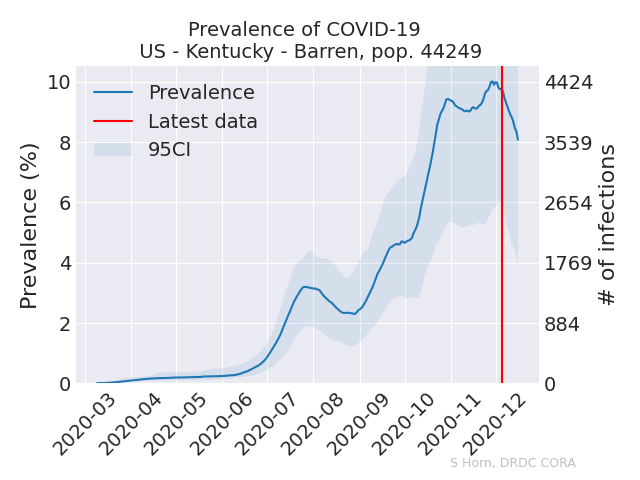 Prevalence of COVID-19
US - Kentucky - Barren, pop. 44249
Prevalence
Latest data
95CI
Prevalence (%)
10
8
6
4
2
0
4424
3539
2654
1769
884
0
# of infections
2020-03
2020-04
2020-05
2020-06
2020-07
2020-08
2020-09
2020-10
2020-11
2020-12
S Horn, DRDC CORA